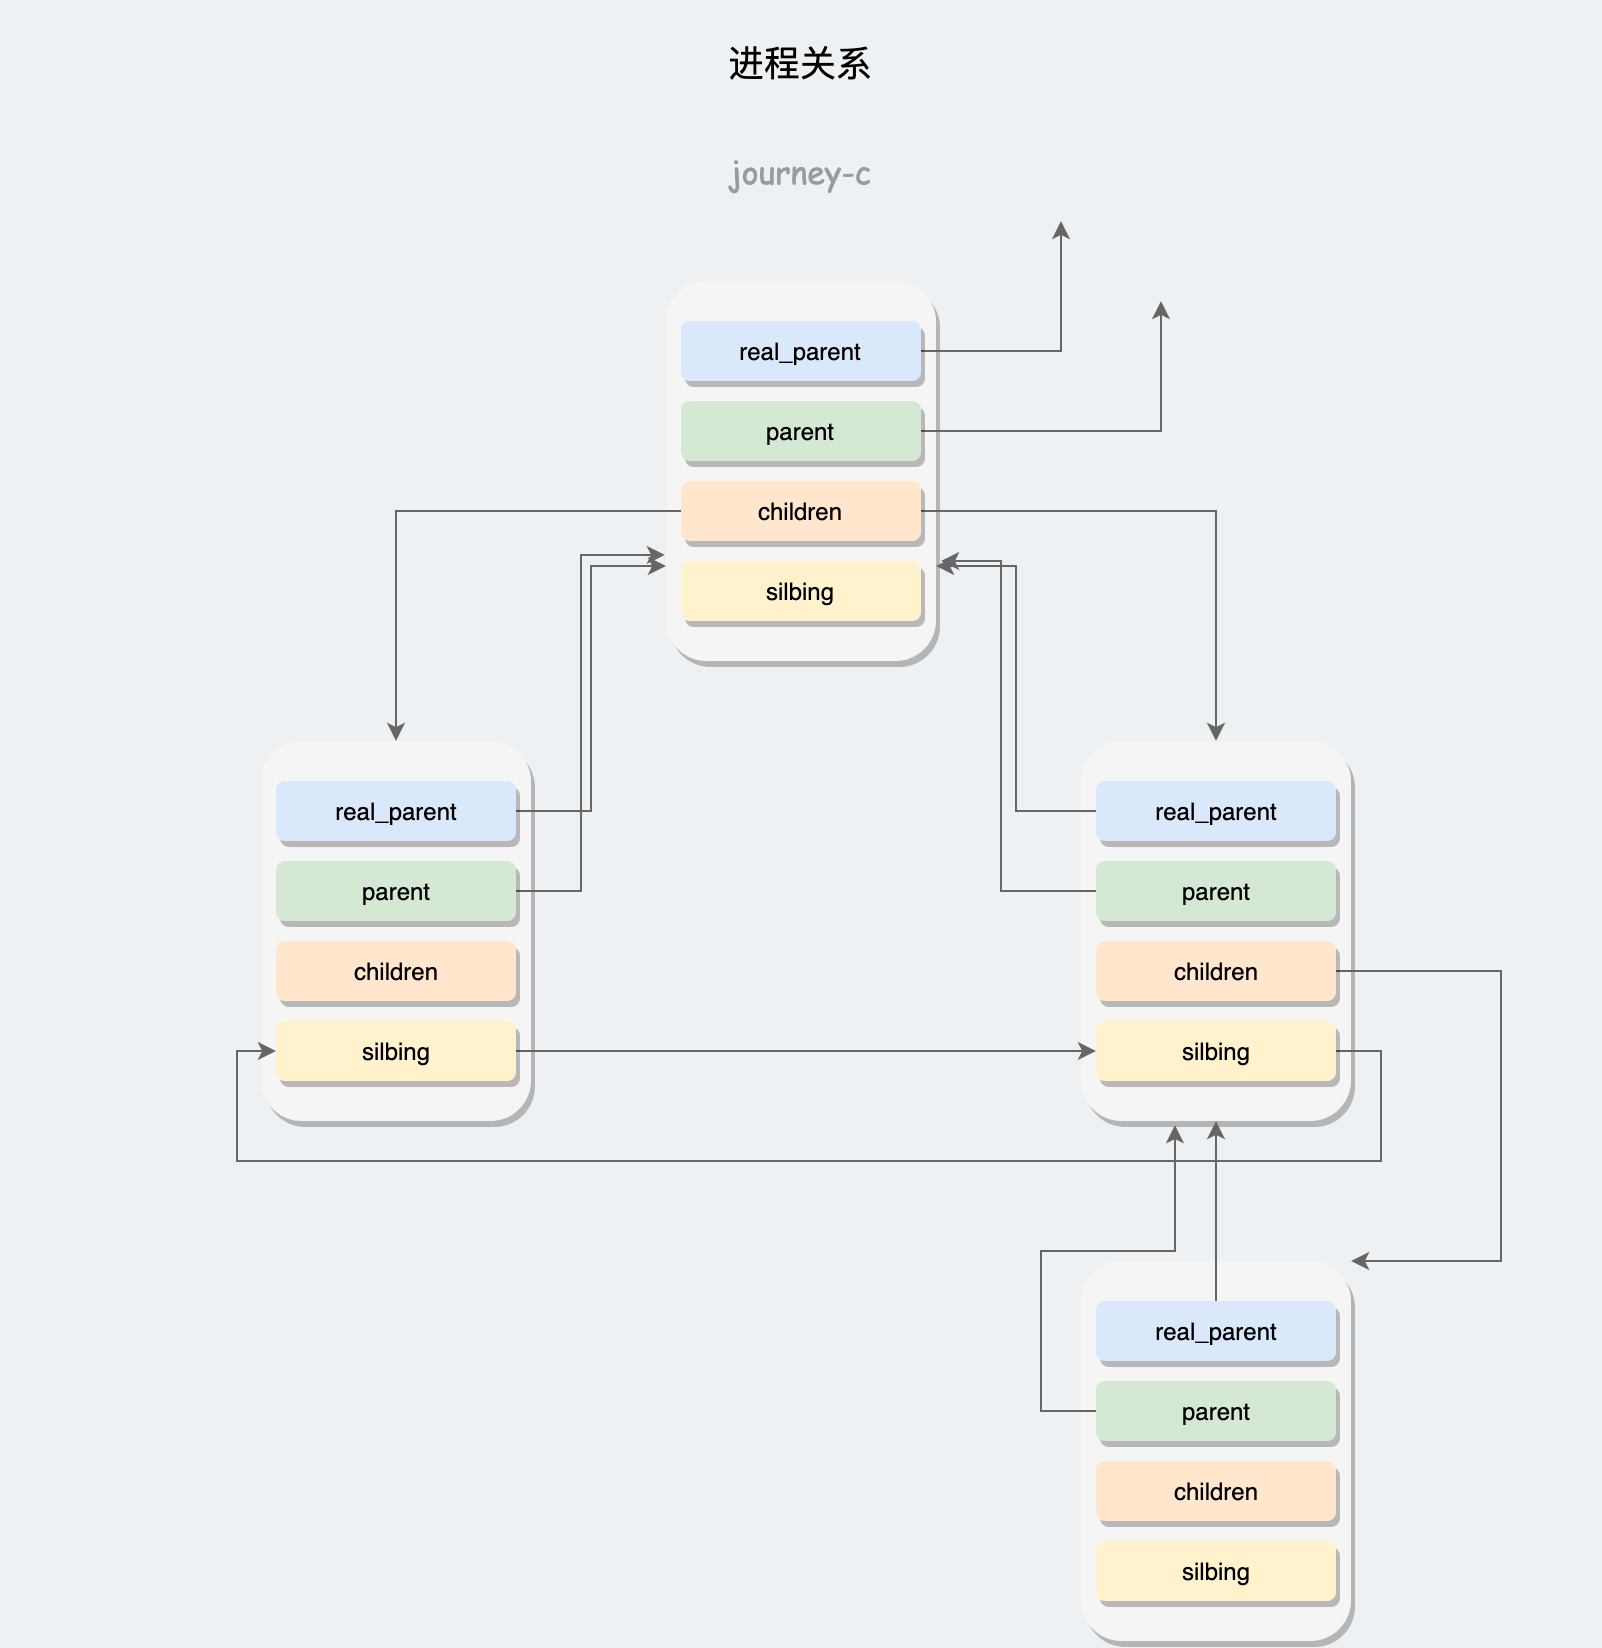 进程关系
journey-c
real_parent
parent
children
silbing
real_parent
parent
children
silbing
real_parent
parent
children
silbing
real_parent
parent
children
silbing